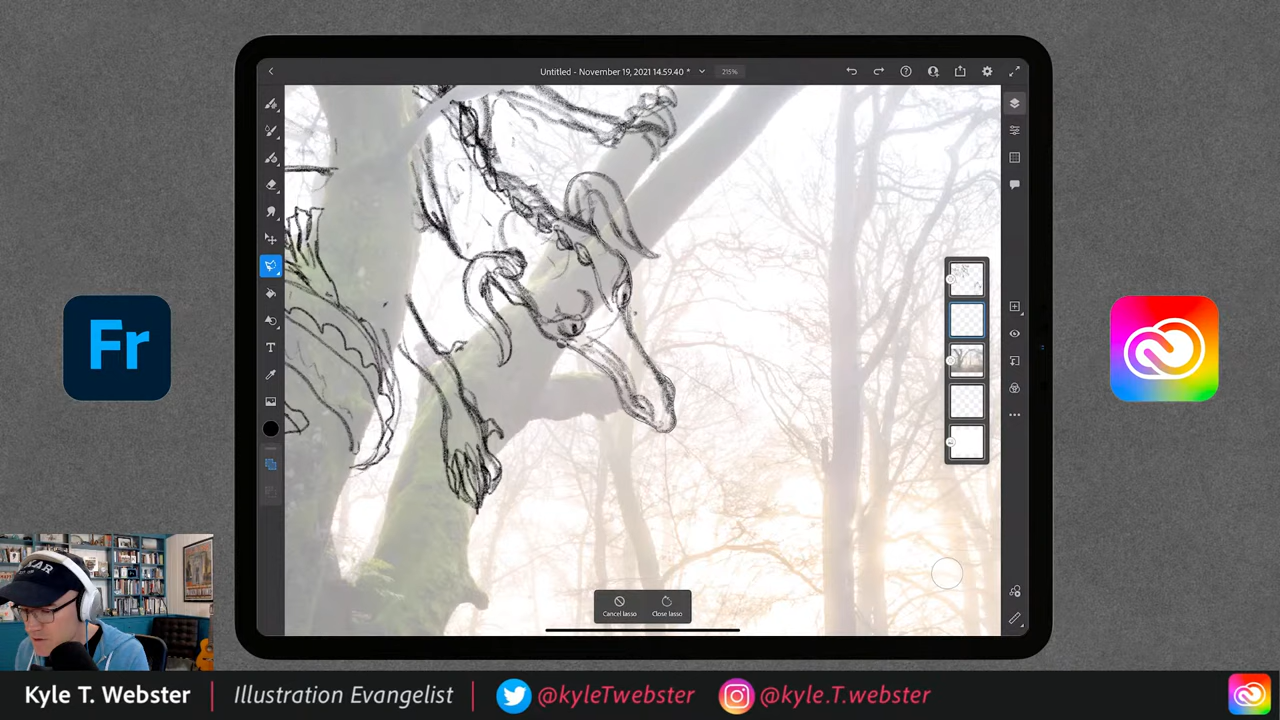 Untitled - November 19, 2021 14.59.40 *
215%
Fr
Cancel lasso
Close lasso
Kyle T. Webster
Illustration Evangelist
@kyleTwebster
@kyle.T.webster